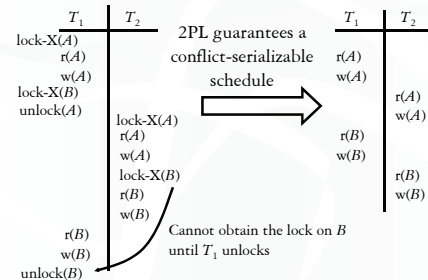 T1 T2
lock-X(A)
r(A)
w(A)
lock-X(B)
unlock(A)
lock-X(A)
r(A)
w(A)
lock-X(B)
r(B)
w(B)
r(B)
w(B)
unlock(B)
2PL guarantees a
conflict-serializable
schedule
Cannot obtain the lock on B
until T1 unlocks
T1 T2
r(A)
w(A)
r(A)
w(A)
r(B)
w(B)
r(B)
w(B)